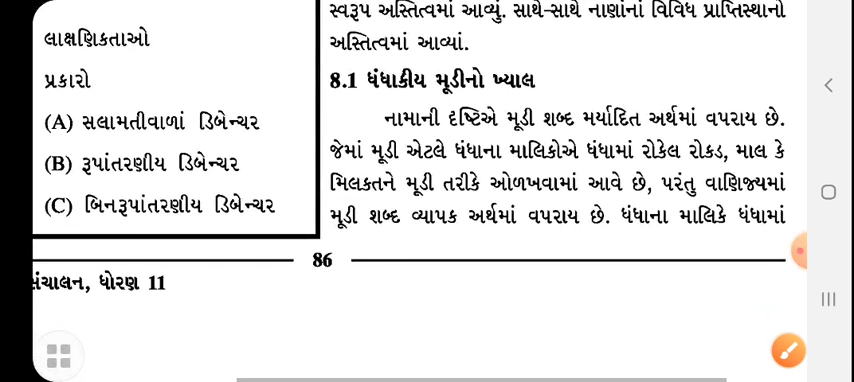 લાક્ષણિકતાઓ
પ્રકારો
(A) સલામતીવાળાં ડિબેન્ચર
(B) રૂપાંતરણીય ડિબેન્ચર
(C) બિનરૂપાંતરણીય ડિબેન્ચર
સ્વરૂપ અસ્તિત્વમાં આવ્યું. સાથે-સાથે નાણાંનાં વિવિધ પ્રાપ્તિસ્થાનો
અસ્તિત્વમાં આવ્યાં.
8.1 ધંધાકીય મૂડીનો ખ્યાલ
નામાની દૃષ્ટિએ મૂડી શબ્દ મર્યાદિત અર્થમાં વપરાય છે.
જેમાં મૂડી એટલે ધંધાના માલિકોએ ધંધામાં રોકેલ રોકડ, માલ કે
મિલકતને મૂડી તરીકે ઓળખવામાં આવે છે, પરંતુ વાણિજ્યમાં
મૂડી શબ્દ વ્યાપક અર્થમાં વપરાય છે. ધંધાના માલિકે ધંધામાં
86
સંચાલન, ધોરણ 11